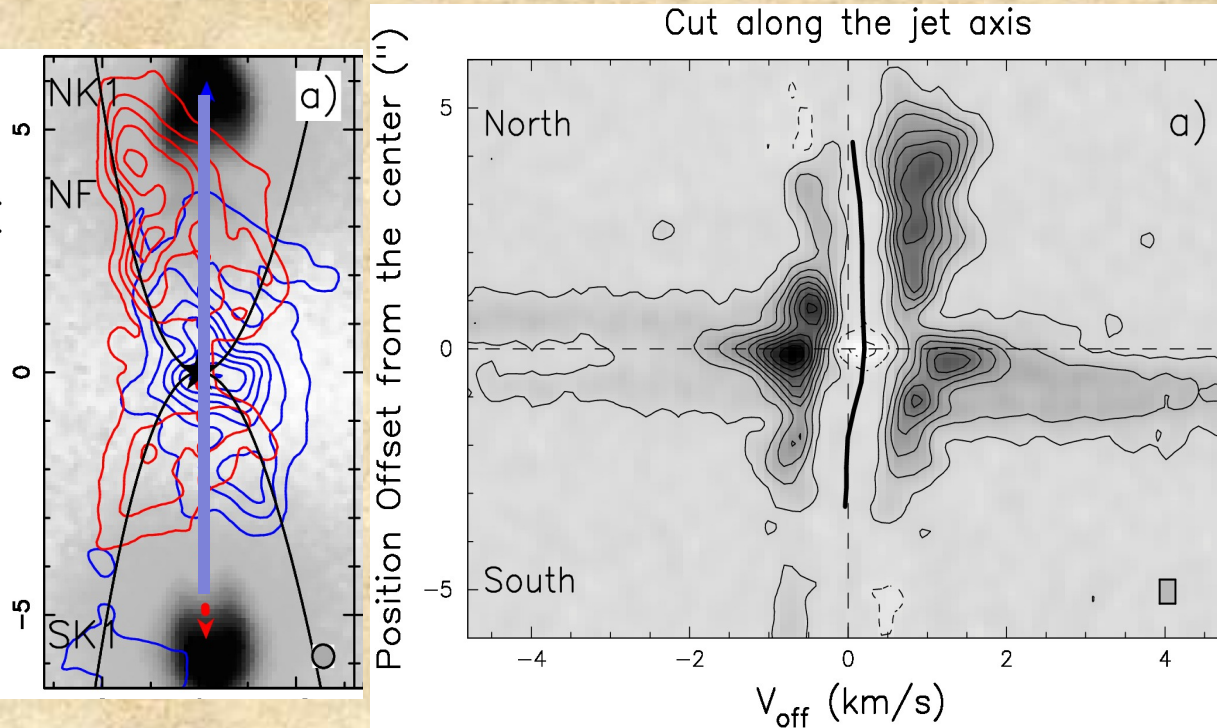 Cut along the jet axis
NK1
a)
5
NF
0
-5
SK1
Position Offset from the center (")
North
a)
5
0
-5
South
-4
-2
0
2
4
V_off (km/s)